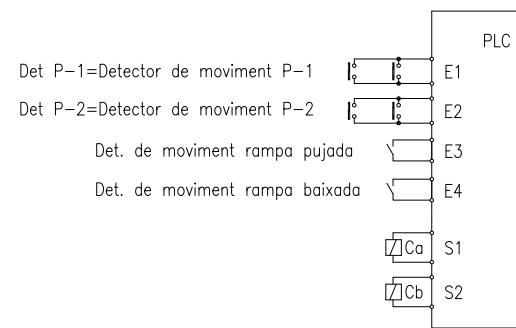 PLC
Det P-1=Detector de moviment P-1 E1
Det P-2=Detector de moviment P-2 E2
Det. de moviment rampa pujada E3
Det. de moviment rampa baixada E4
Ca S1
Cb S2